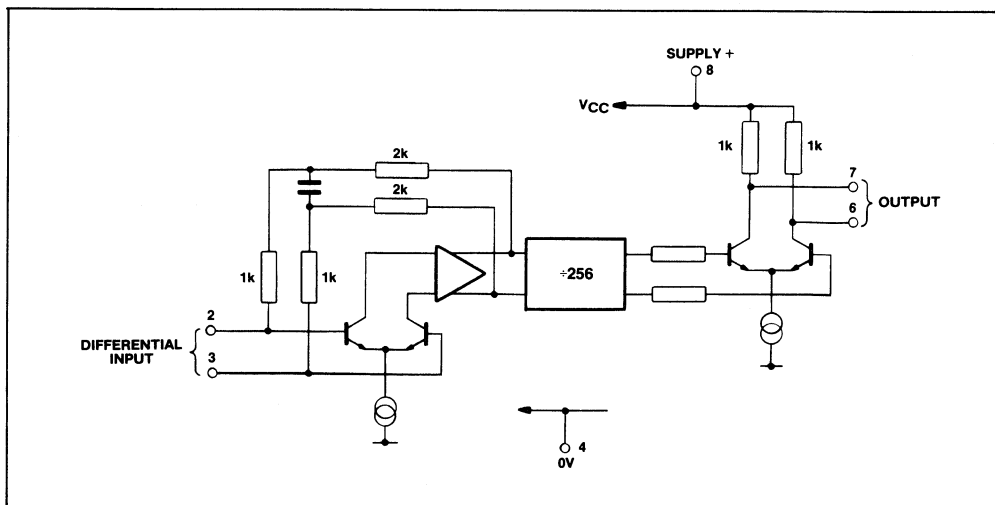 SUPPLY +
8
VCC
1k
1k
2k
2k
7
6
OUTPUT
1k
1k
÷256
2
DIFFERENTIAL
INPUT
3
4
0V